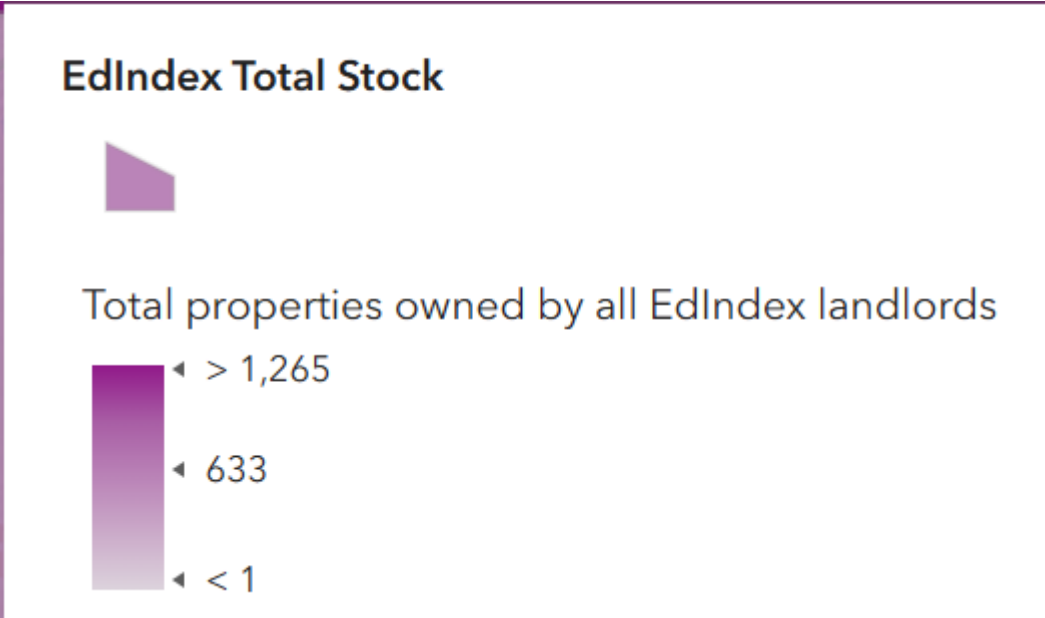 EdIndex Total Stock
Total properties owned by all EdIndex landlords
> 1,265
633
< 1